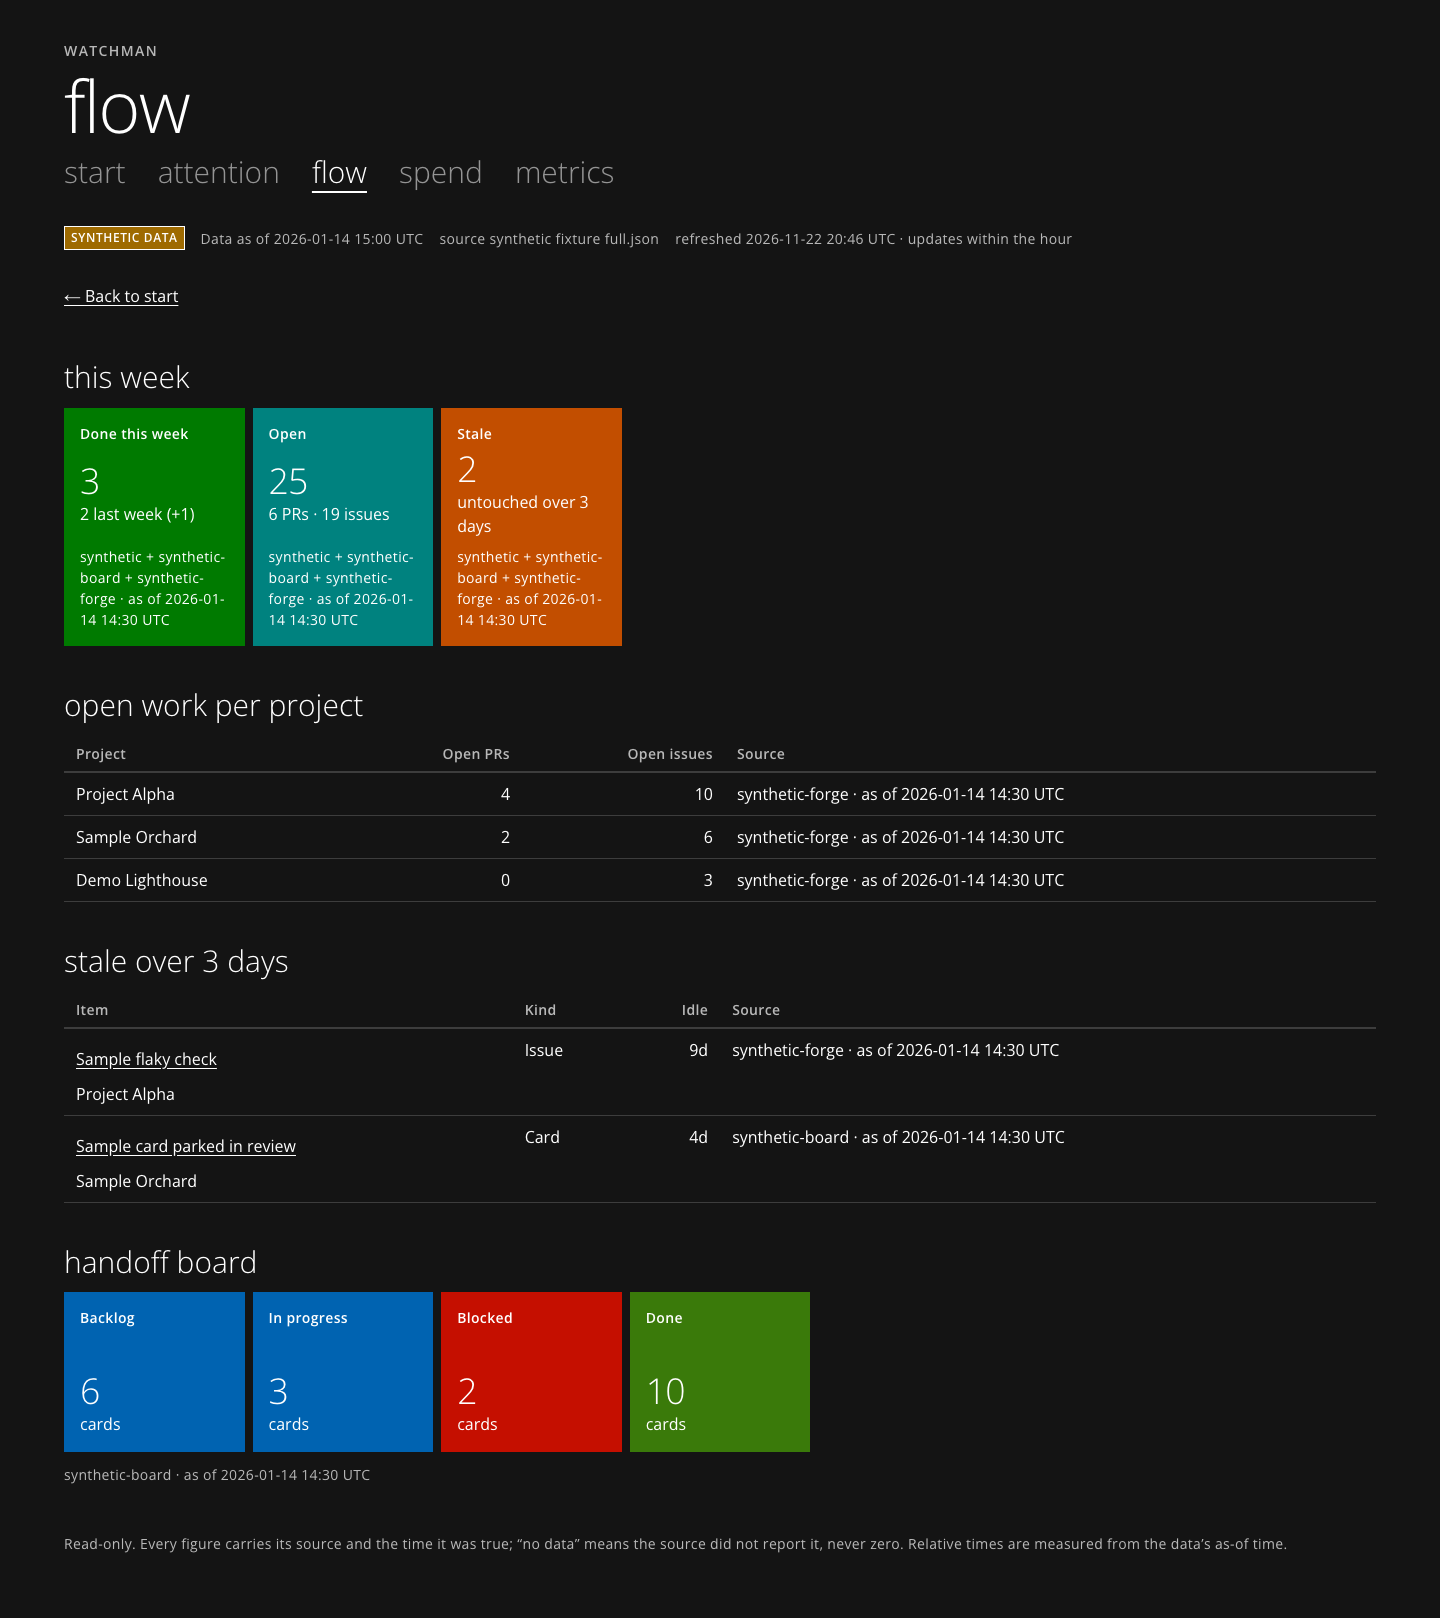 WATCHMAN
flow
start attention flow spend metrics
SYNTHETIC DATA Data as of 2026-01-14 15:00 UTC source synthetic fixture full.json refreshed 2026-11-22 20:46 UTC · updates within the hour
← Back to start
this week
Done this week
3
2 last week (+1)
synthetic + synthetic-
board + synthetic-
forge · as of 2026-01-
14 14:30 UTC
Open
25
6 PRs · 19 issues
synthetic + synthetic-
board + synthetic-
forge · as of 2026-01-
14 14:30 UTC
Stale
2
untouched over 3
days
synthetic + synthetic-
board + synthetic-
forge · as of 2026-01-
14 14:30 UTC
open work per project
Project Open PRs Open issues Source
Project Alpha 4 10 synthetic-forge · as of 2026-01-14 14:30 UTC
Sample Orchard 2 6 synthetic-forge · as of 2026-01-14 14:30 UTC
Demo Lighthouse 0 3 synthetic-forge · as of 2026-01-14 14:30 UTC
stale over 3 days
Item Kind Idle Source
Sample flaky check Issue 9d synthetic-forge · as of 2026-01-14 14:30 UTC
Project Alpha
Sample card parked in review Card 4d synthetic-board · as of 2026-01-14 14:30 UTC
Sample Orchard
handoff board
Backlog
6
cards
In progress
3
cards
Blocked
2
cards
Done
10
cards
synthetic-board · as of 2026-01-14 14:30 UTC
Read-only. Every figure carries its source and the time it was true; “no data” means the source did not report it, never zero. Relative times are measured from the data’s as-of time.